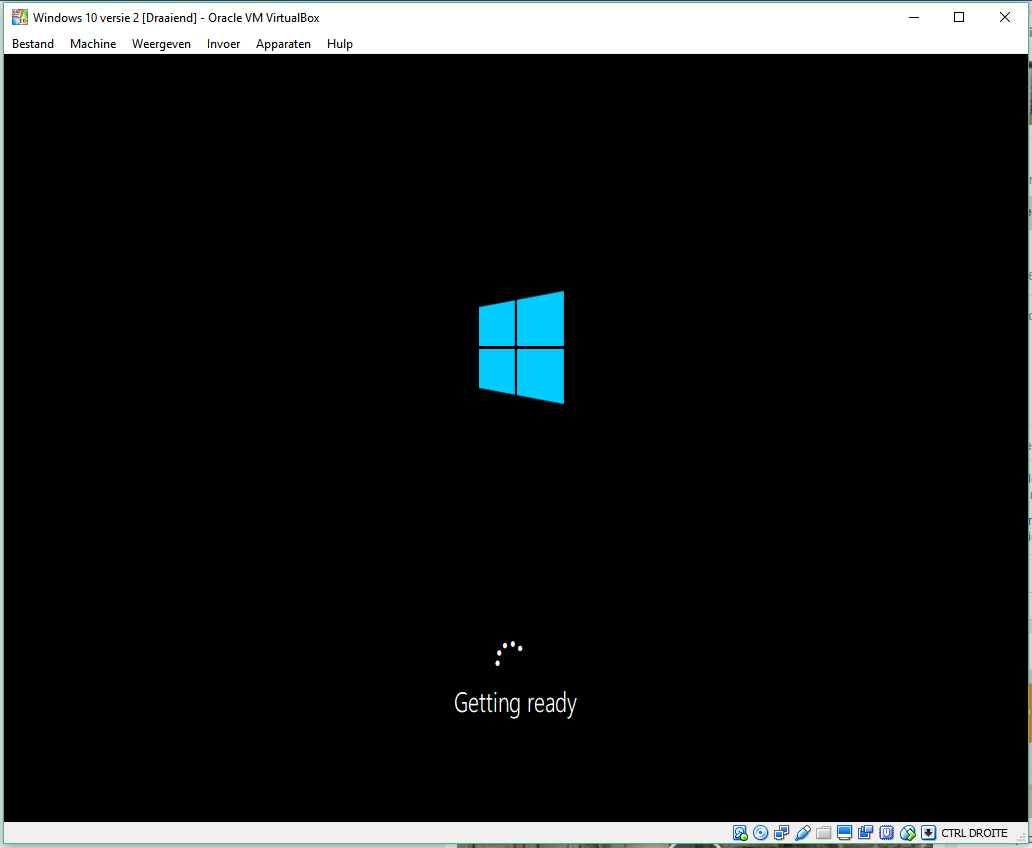 Windows 10 versie 2 [Draaiend] - Oracle VM VirtualBox
Bestand Machine Weergeven Invoer Apparaten Hulp
Getting ready
CTRL DROITE